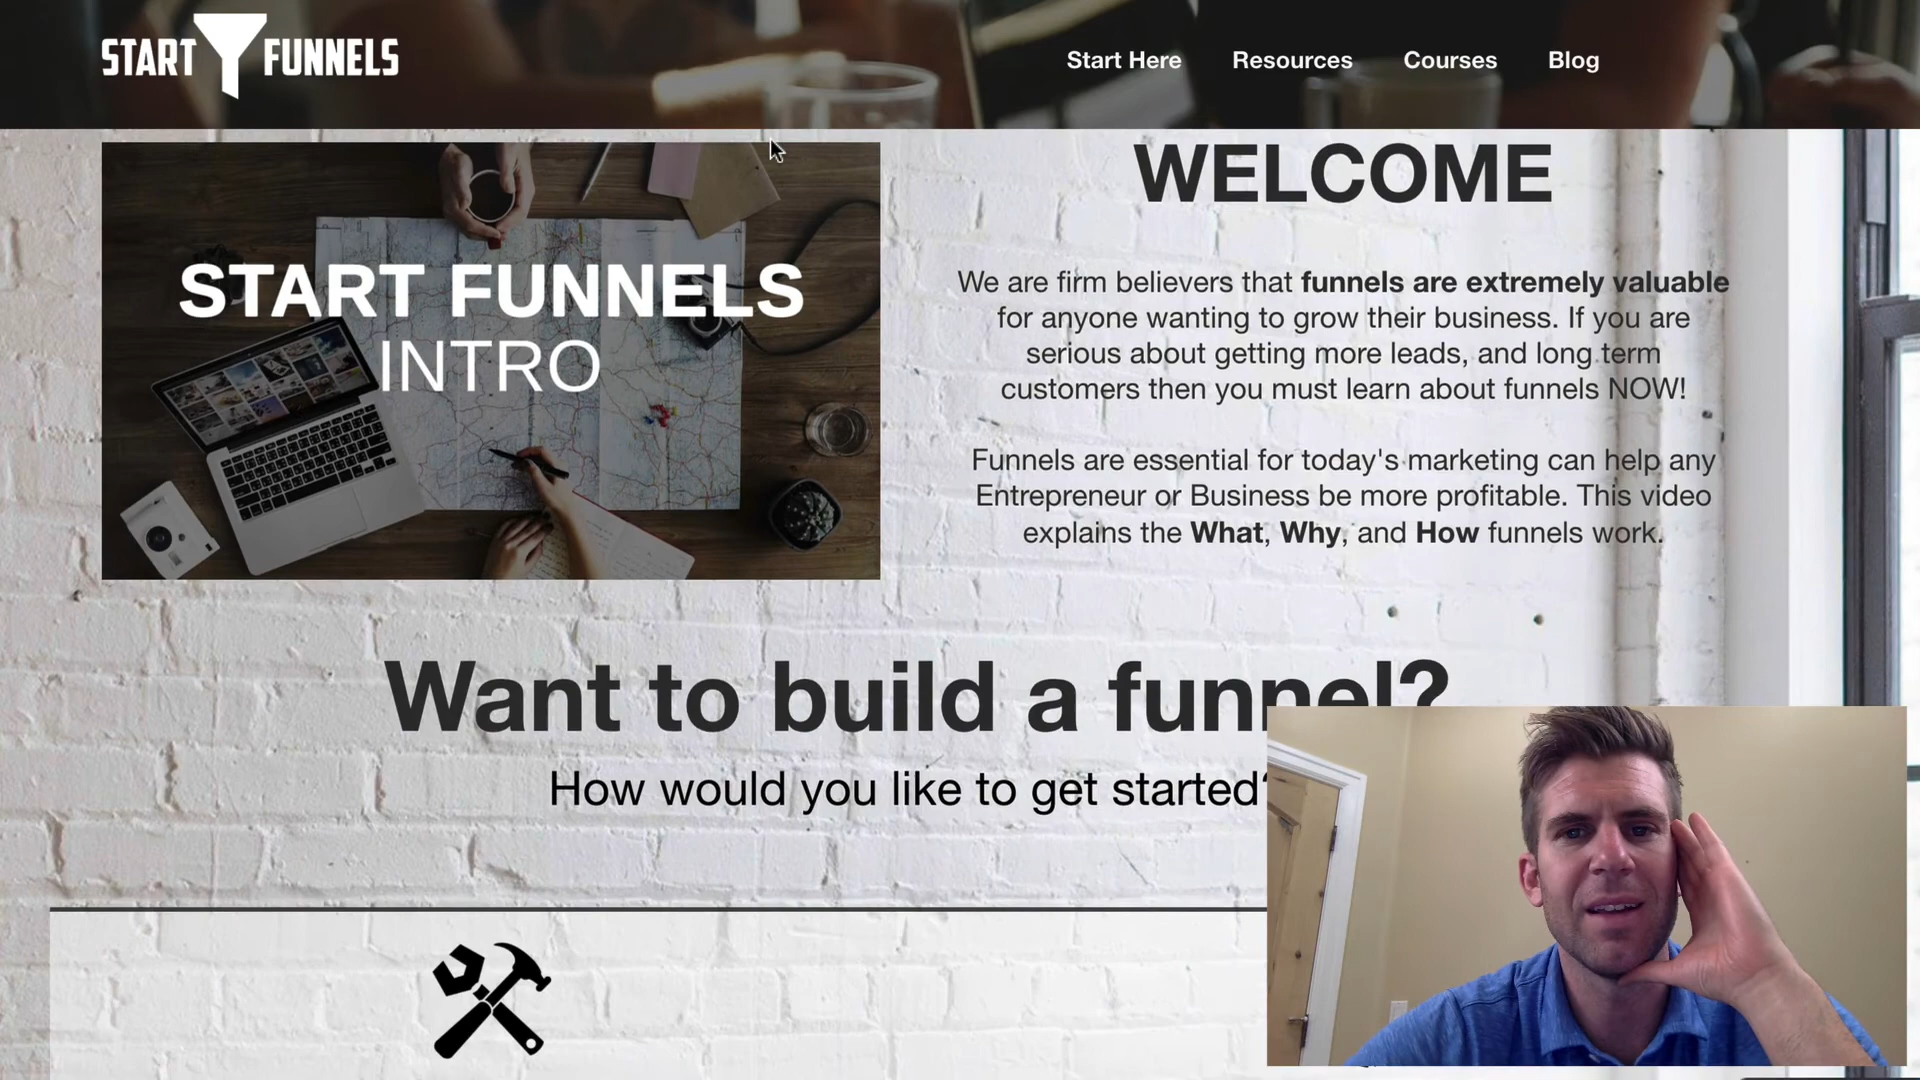 START FUNNELS
Start Here
Resources
Courses
Blog
START FUNNELS
INTRO
WELCOME
We are firm believers that funnels are extremely valuable
for anyone wanting to grow their business. If you are
serious about getting more leads, and long term
customers then you must learn about funnels NOW!
Funnels are essential for today's marketing can help any
Entrepreneur or Business be more profitable. This video
explains the What, Why, and How funnels work.
Want to build a funnel?
How would you like to get started?